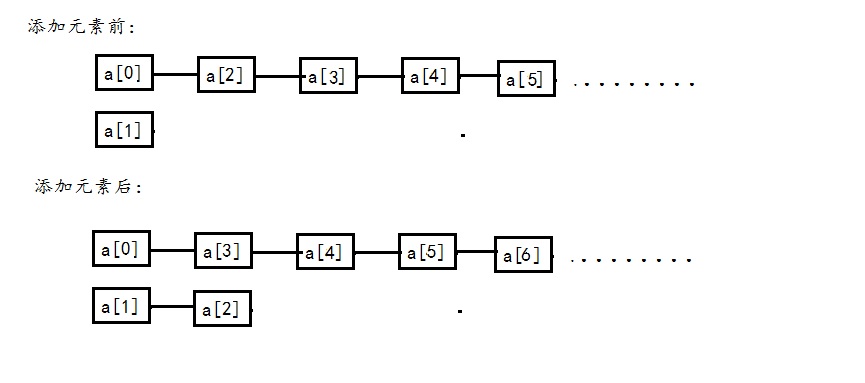 添加元素前：
a[0] a[2] a[3] a[4] a[5] .........
a[1]
添加元素后：
a[0] a[3] a[4] a[5] a[6] .........
a[1] a[2]